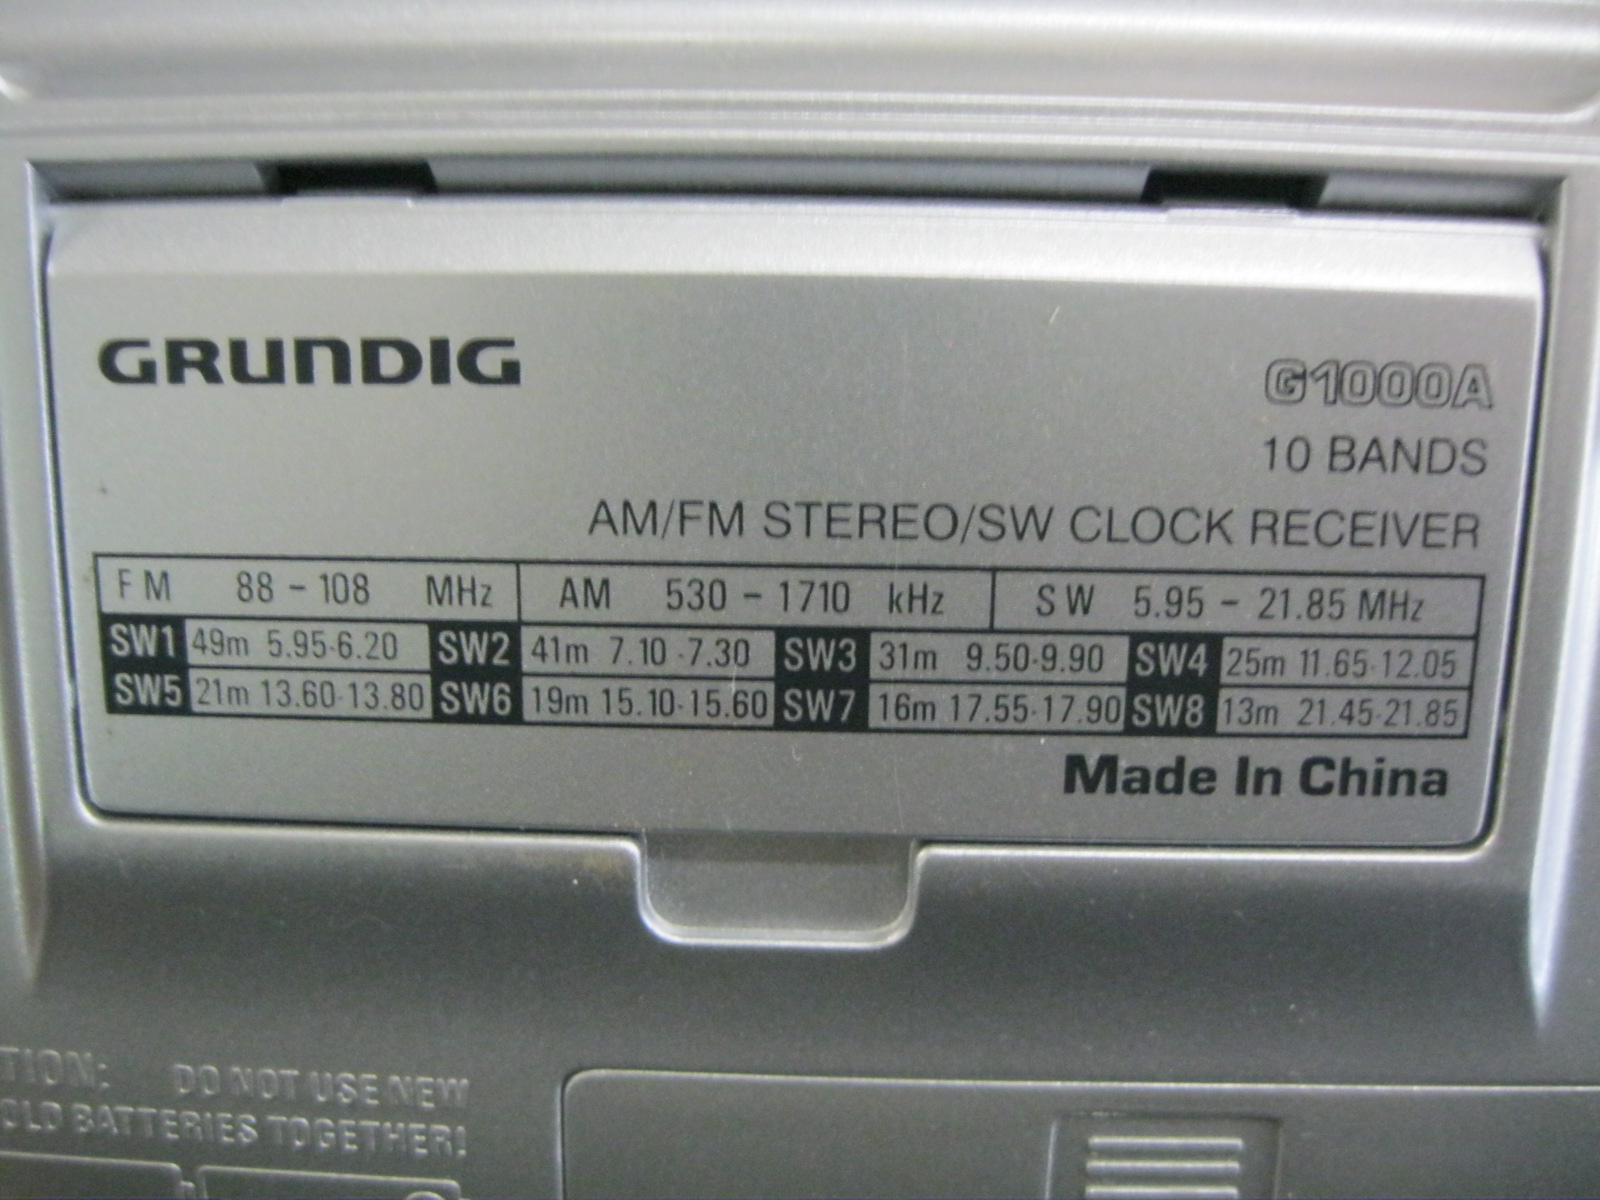 GRUNDIG
G1000A
10 BANDS
AM/FM STEREO/SW CLOCK RECEIVER
FM 88 - 108 MHz AM 530 - 1710 kHz SW 5.95 - 21.85 MHz
SW1 49m 5.95-6.20 SW2 41m 7.10-7.30 SW3 31m 9.50-9.90 SW4 25m 11.65-12.05
SW5 21m 13.60-13.80 SW6 19m 15.10-15.60 SW7 16m 17.55-17.90 SW8 13m 21.45-21.85
Made In China
TION: DO NOT USE NEW
OLD BATTERIES TOGETHER!